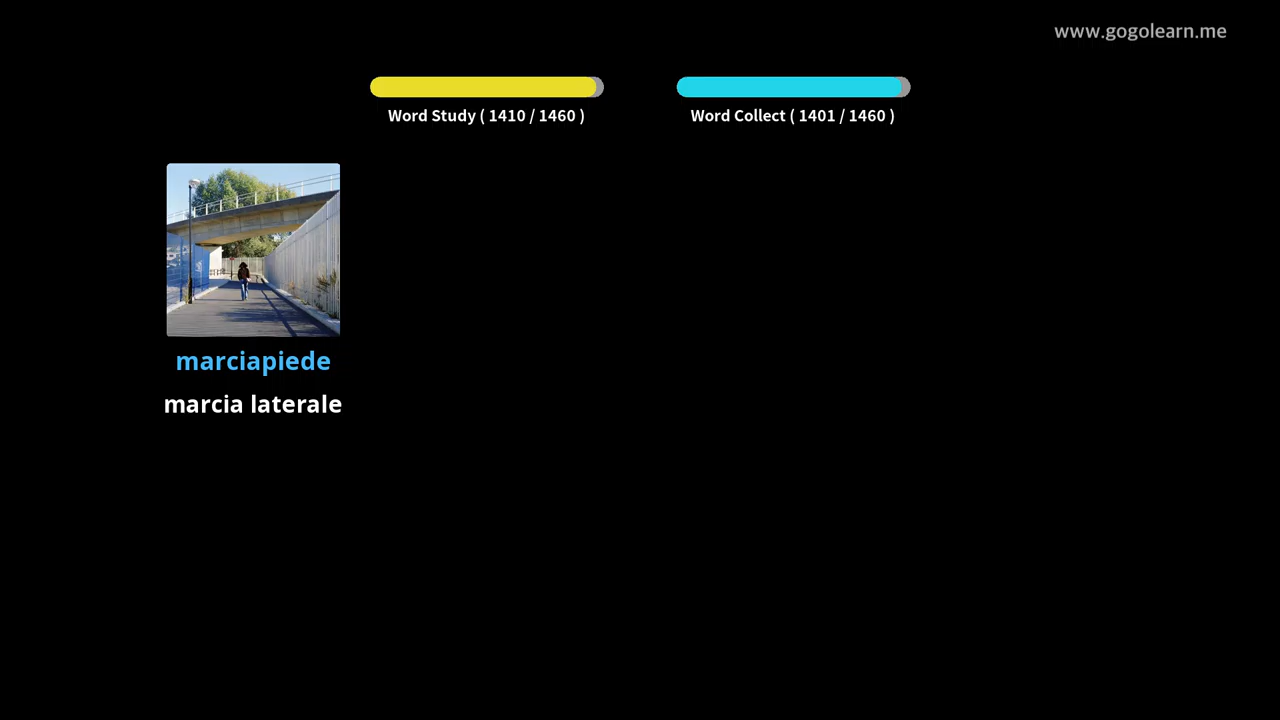 www.gogolearn.me
Word Study ( 1410 / 1460 )
Word Collect ( 1401 / 1460 )
marciapiede
marcia laterale